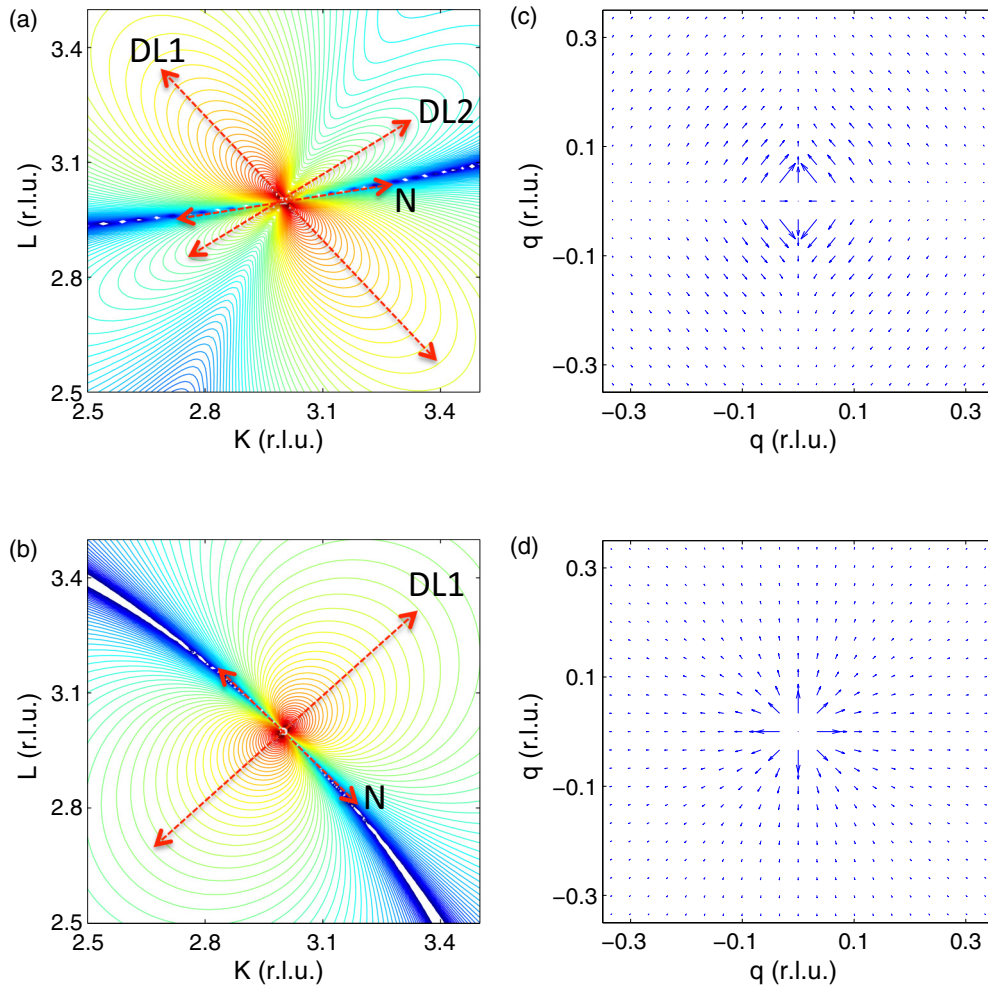 (a)
3.4
3.1
2.8
2.5
L (r.l.u.)
DL1
DL2
N
2.5 2.8 3.1 3.4
K (r.l.u.)
(c)
0.3
0.1
−0.1
−0.3
q (r.l.u.)
−0.3 −0.1 0.1 0.3
q (r.l.u.)
(b)
3.4
3.1
2.8
2.5
L (r.l.u.)
DL1
N
2.5 2.8 3.1 3.4
K (r.l.u.)
(d)
0.3
0.1
−0.1
−0.3
q (r.l.u.)
−0.3 −0.1 0.1 0.3
q (r.l.u.)